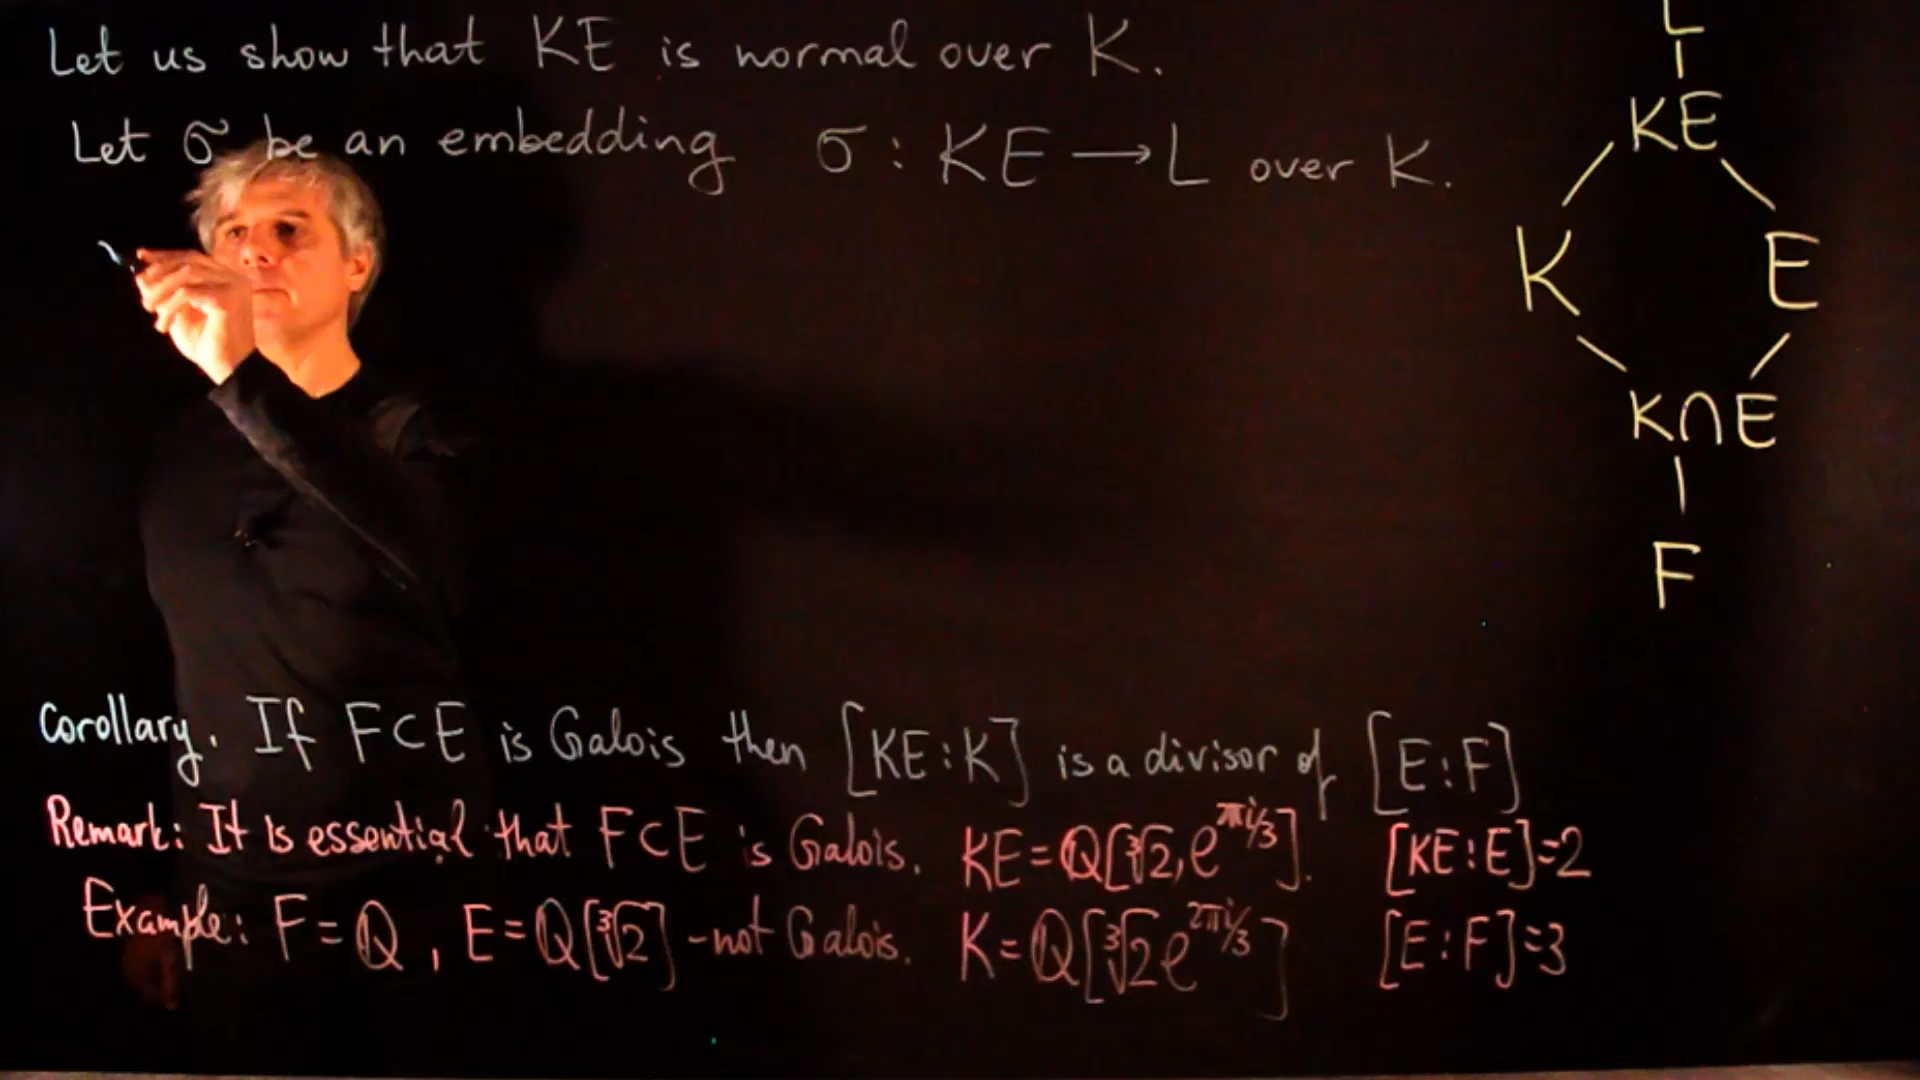 Let us show that KE is normal over K.
Let σ be an embedding σ : KE ⟶ L over K.
L
KE
K E
K∩E
F
Corollary. If F⊂E is Galois then [KE:K] is a divisor of [E:F]
Remark: It is essential that F⊂E is Galois. KE=Q[∛2, e^{πi/3}]. [KE:E]=2
Example: F=Q, E=Q[∛2] - not Galois. K=Q[∛2 e^{2πi/3}] [E:F]=3